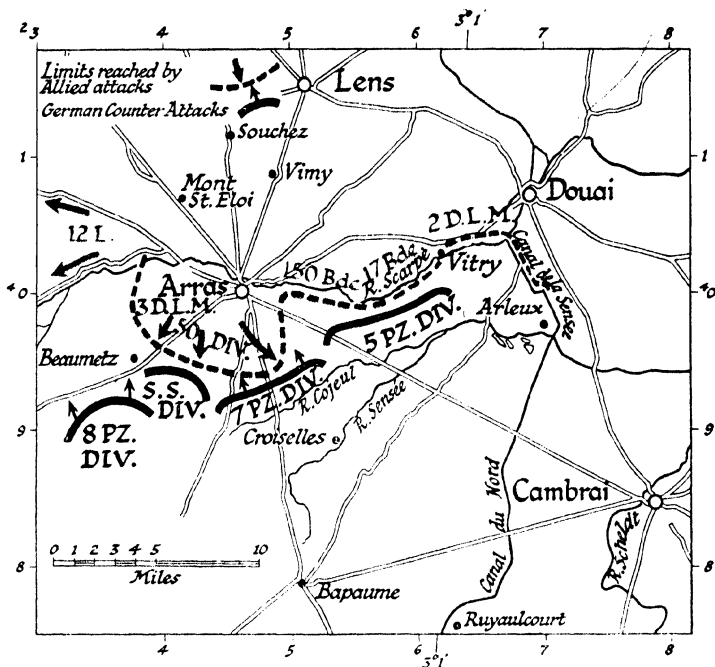 2
3
4
5
3°1'
6
7
8
Limits reached by
Allied attacks
German Counter-Attacks
Lens
Souchez
1
1
Vimy
Mont
St. Eloi
Douai
2 D.L.M.
12 L.
150 Bde
17 Bde
R. Scarpe
Vitry
Canal de la Sensee
40
40
Arras
3 D.L.M.
50 DIV.
5 PZ. DIV.
Arleux
Beaumetz
S.S.
DIV.
7 PZ. DIV.
R. Cojeul
R. Sensée
8 PZ.
DIV.
9
9
Croiselles
Canal du Nord
Cambrai
R. Scheldt
0 1 2 3 4 5 10
Miles
8
8
Bapaume
Ruyaulcourt
4
5
3°1'
6
7
8